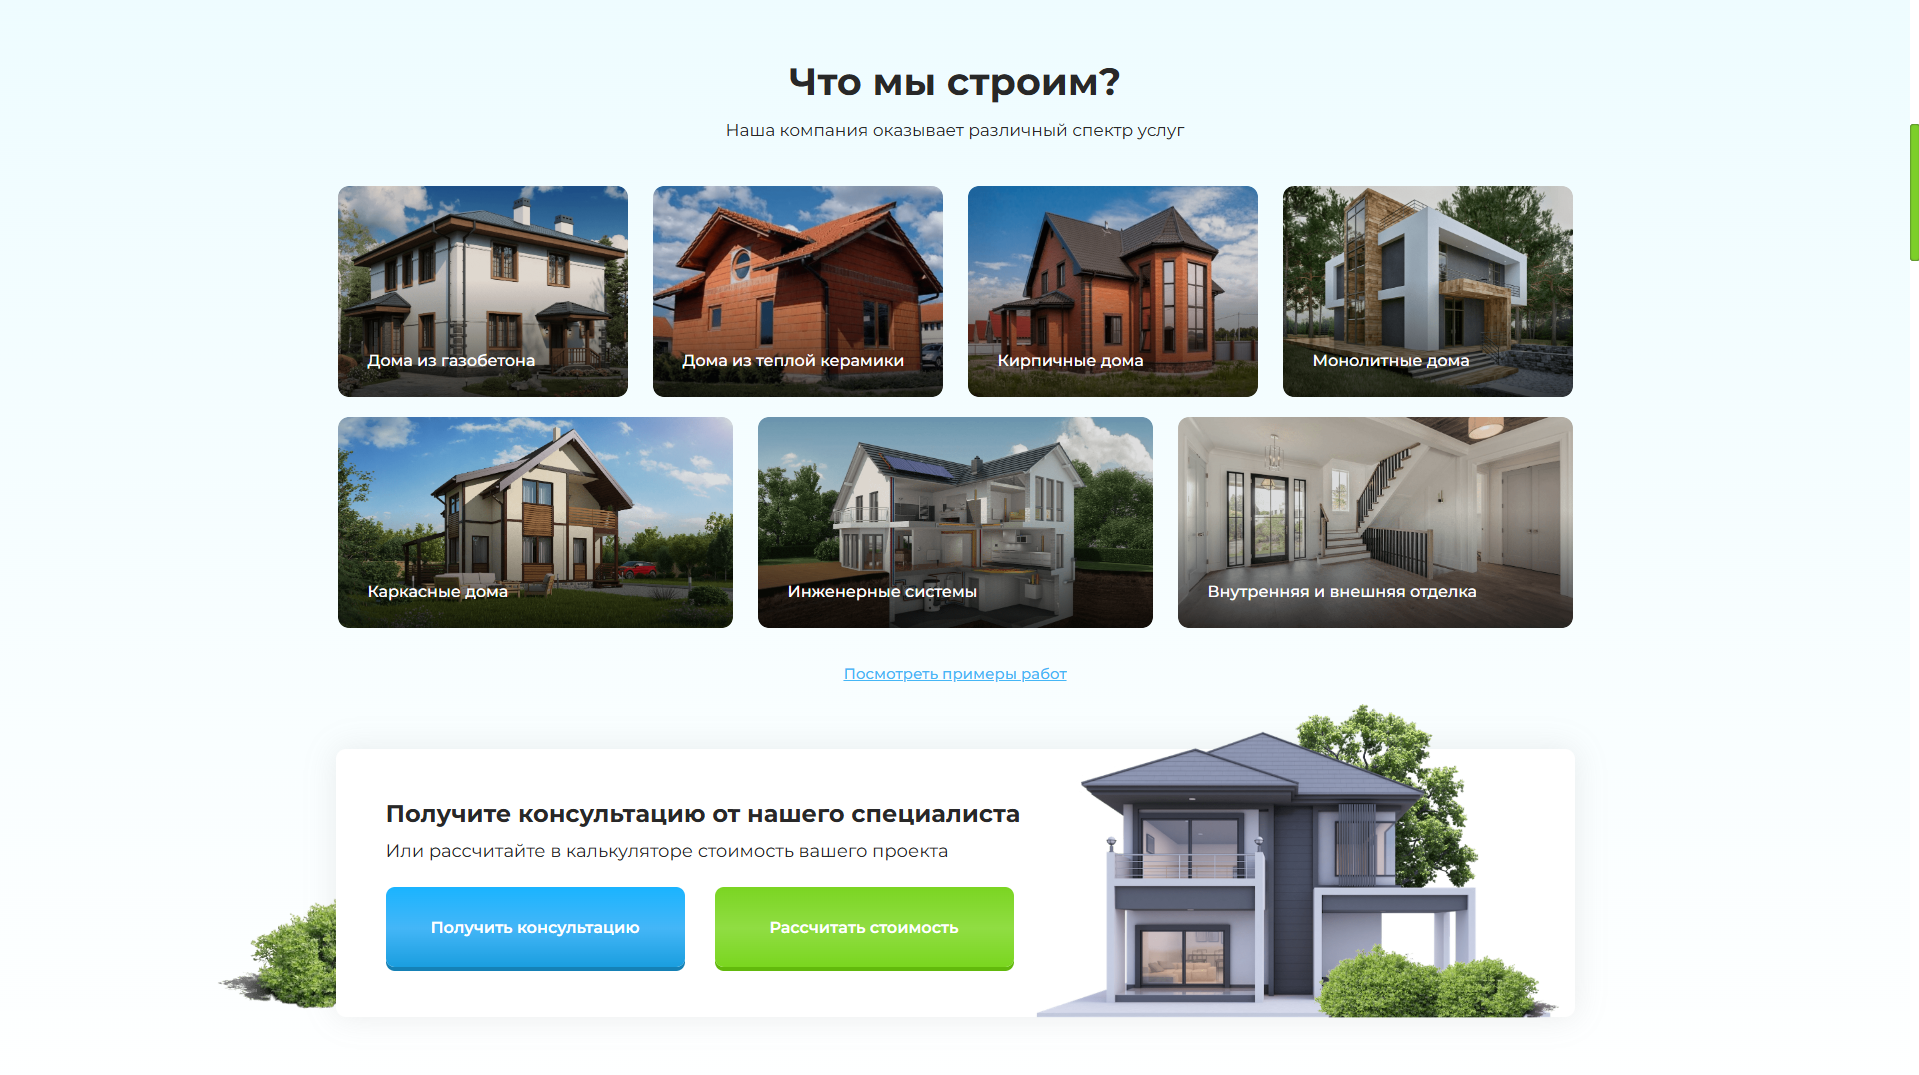 Что мы строим?
Наша компания оказывает различный спектр услуг
Дома из газобетона
Дома из теплой керамики
Кирпичные дома
Монолитные дома
Каркасные дома
Инженерные системы
Внутренняя и внешняя отделка
Посмотреть примеры работ
Получите консультацию от нашего специалиста
Или рассчитайте в калькуляторе стоимость вашего проекта
Получить консультацию
Рассчитать стоимость